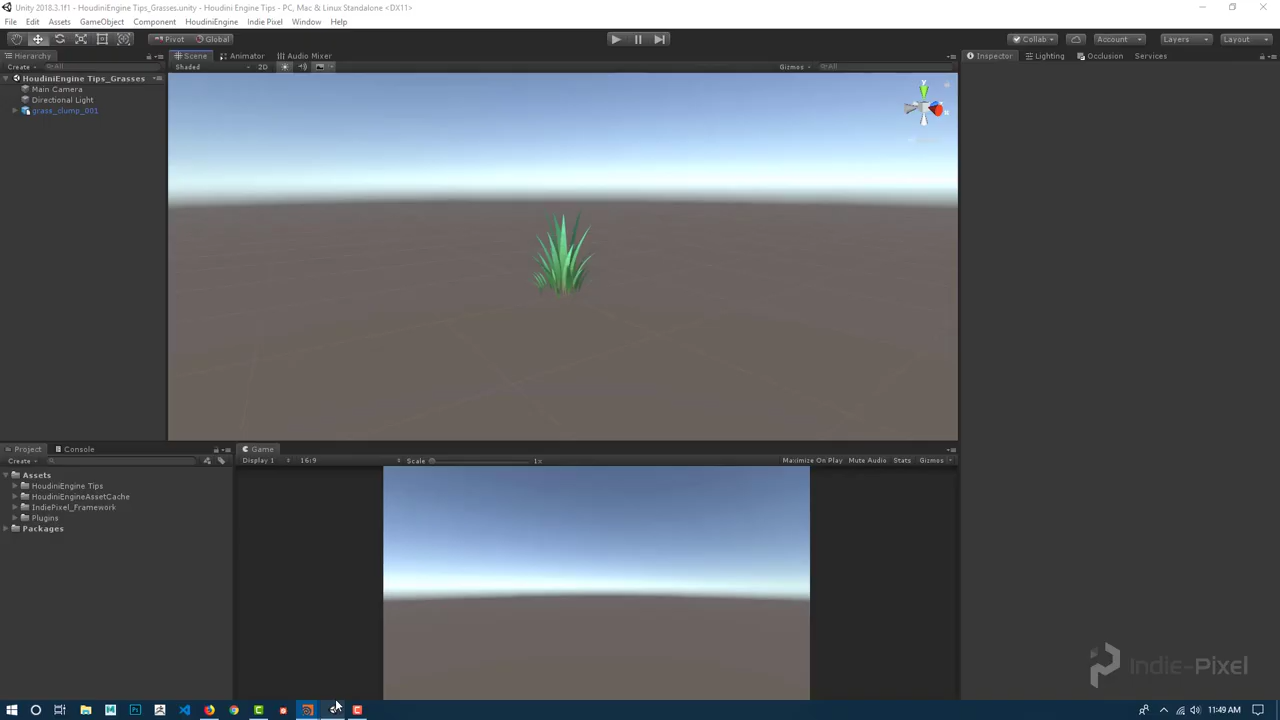 Unity 2018.3.1f1 - HoudiniEngine Tips_Grasses.unity - Houdini Engine Tips - PC, Mac & Linux Standalone <DX11>
File Edit Assets GameObject Component HoudiniEngine Indie Pixel Window Help
Pivot Global Collab Account Layers Layout
Hierarchy Scene Animator Audio Mixer Inspector Lighting Occlusion Services
Create All Shaded 2D Gizmos All
HoudiniEngine Tips_Grasses
Main Camera
Directional Light
grass_clump_001
y
x
Project Console Game
Create Display 1 16:9 Scale 1x Maximize On Play Mute Audio Stats Gizmos
Assets
HoudiniEngine Tips
HoudiniEngineAssetCache
IndiePixel_Framework
Plugins
Packages
Indie-Pixel
11:49 AM